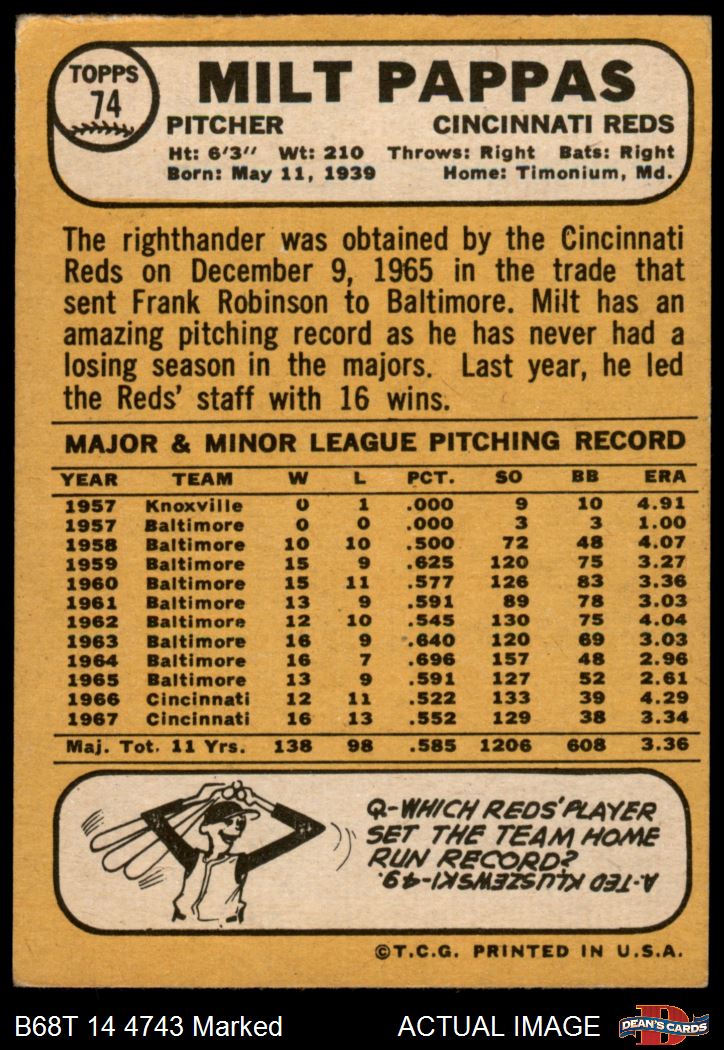 TOPPS
74
MILT PAPPAS
PITCHER CINCINNATI REDS
Ht: 6'3" Wt: 210 Throws: Right Bats: Right
Born: May 11, 1939 Home: Timonium, Md.
The righthander was obtained by the Cincinnati
Reds on December 9, 1965 in the trade that
sent Frank Robinson to Baltimore. Milt has an
amazing pitching record as he has never had a
losing season in the majors. Last year, he led
the Reds' staff with 16 wins.
MAJOR & MINOR LEAGUE PITCHING RECORD
YEAR TEAM W L PCT. SO BB ERA
1957 Knoxville 0 1 .000 9 10 4.91
1957 Baltimore 0 0 .000 3 3 1.00
1958 Baltimore 10 10 .500 72 48 4.07
1959 Baltimore 15 9 .625 120 75 3.27
1960 Baltimore 15 11 .577 126 83 3.36
1961 Baltimore 13 9 .591 89 78 3.03
1962 Baltimore 12 10 .545 130 75 4.04
1963 Baltimore 16 9 .640 120 69 3.03
1964 Baltimore 16 7 .696 157 48 2.96
1965 Baltimore 13 9 .591 127 52 2.61
1966 Cincinnati 12 11 .522 133 39 4.29
1967 Cincinnati 16 13 .552 129 38 3.34
Maj. Tot. 11 Yrs. 138 98 .585 1206 608 3.36
Q-WHICH REDS' PLAYER
SET THE TEAM HOME
RUN RECORD?
A-TED KLUSZEWSKI-49.
©T.C.G. PRINTED IN U.S.A.
B68T 14 4743 Marked ACTUAL IMAGE
D
DEAN'S CARDS